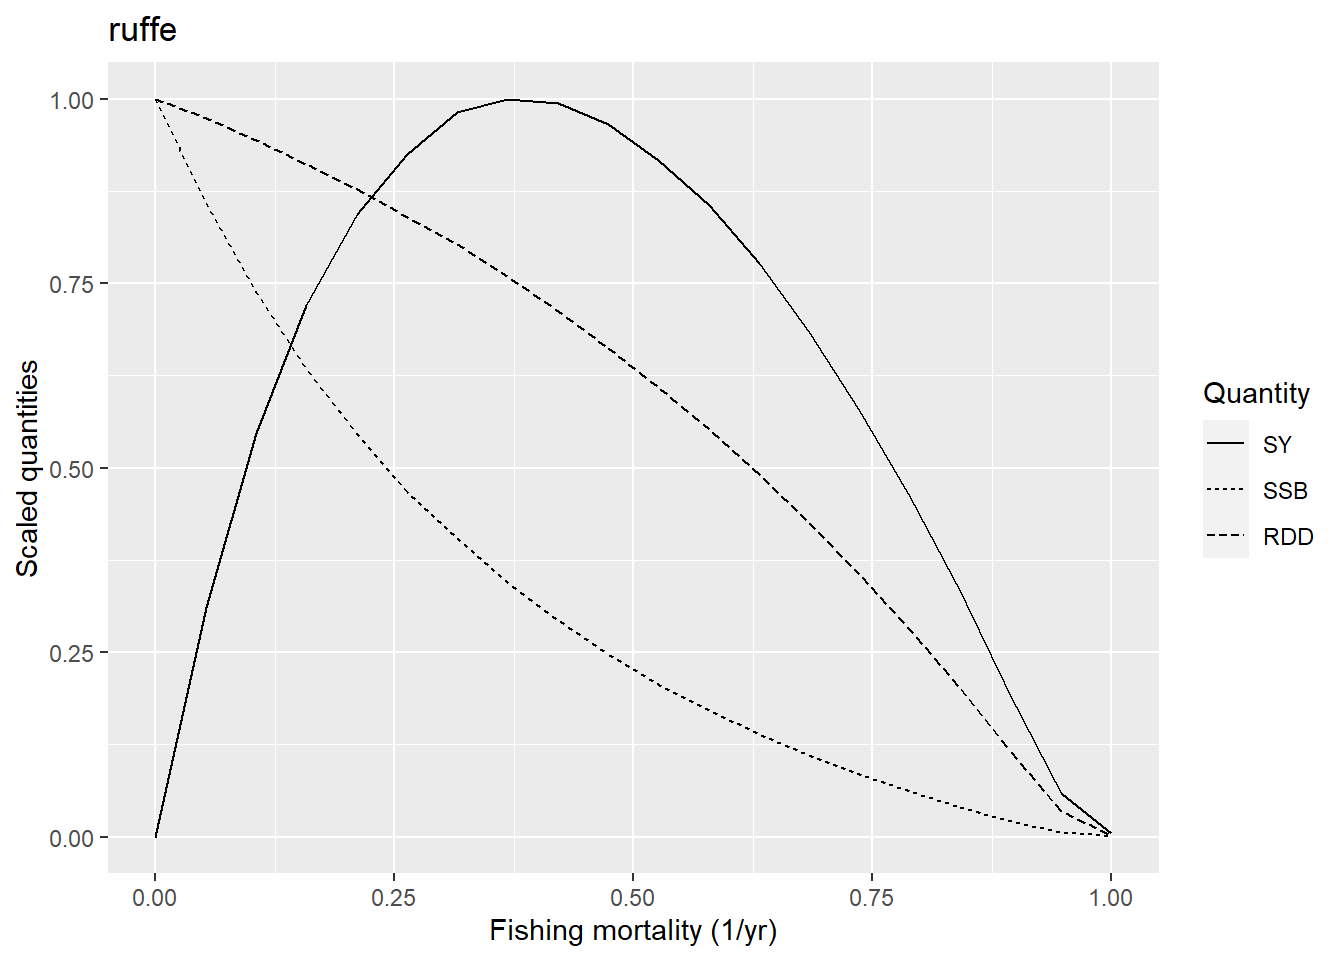 ruffe
1.00
0.75
0.50
0.25
0.00
Scaled quantities
0.00 0.25 0.50 0.75 1.00
Fishing mortality (1/yr)
Quantity
SY
SSB
RDD